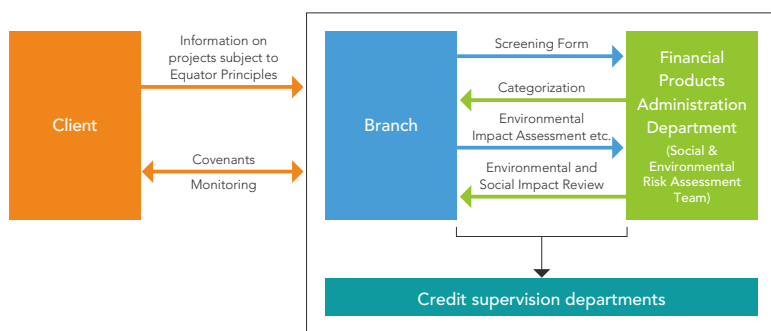 Information on
projects subject to
Equator Principles
Client
Covenants
Monitoring
Branch
Screening Form
Categorization
Environmental
Impact Assessment etc.
Environmental and
Social Impact Review
Financial
Products
Administration
Department
(Social &
Environmental
Risk Assessment
Team)
Credit supervision departments